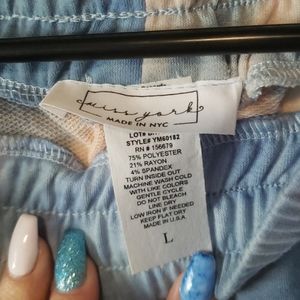 miss york
MADE IN NYC
LOT#
STYLE# YM60182
RN # 156679
75% POLYESTER
21% RAYON
4% SPANDEX
TURN INSIDE OUT
MACHINE WASH COLD
WITH LIKE COLORS
GENTLE CYCLE
DO NOT BLEACH
LINE DRY
LOW IRON IF NEEDED
KEEP FLAT DRY
MADE IN U.S.A.
L